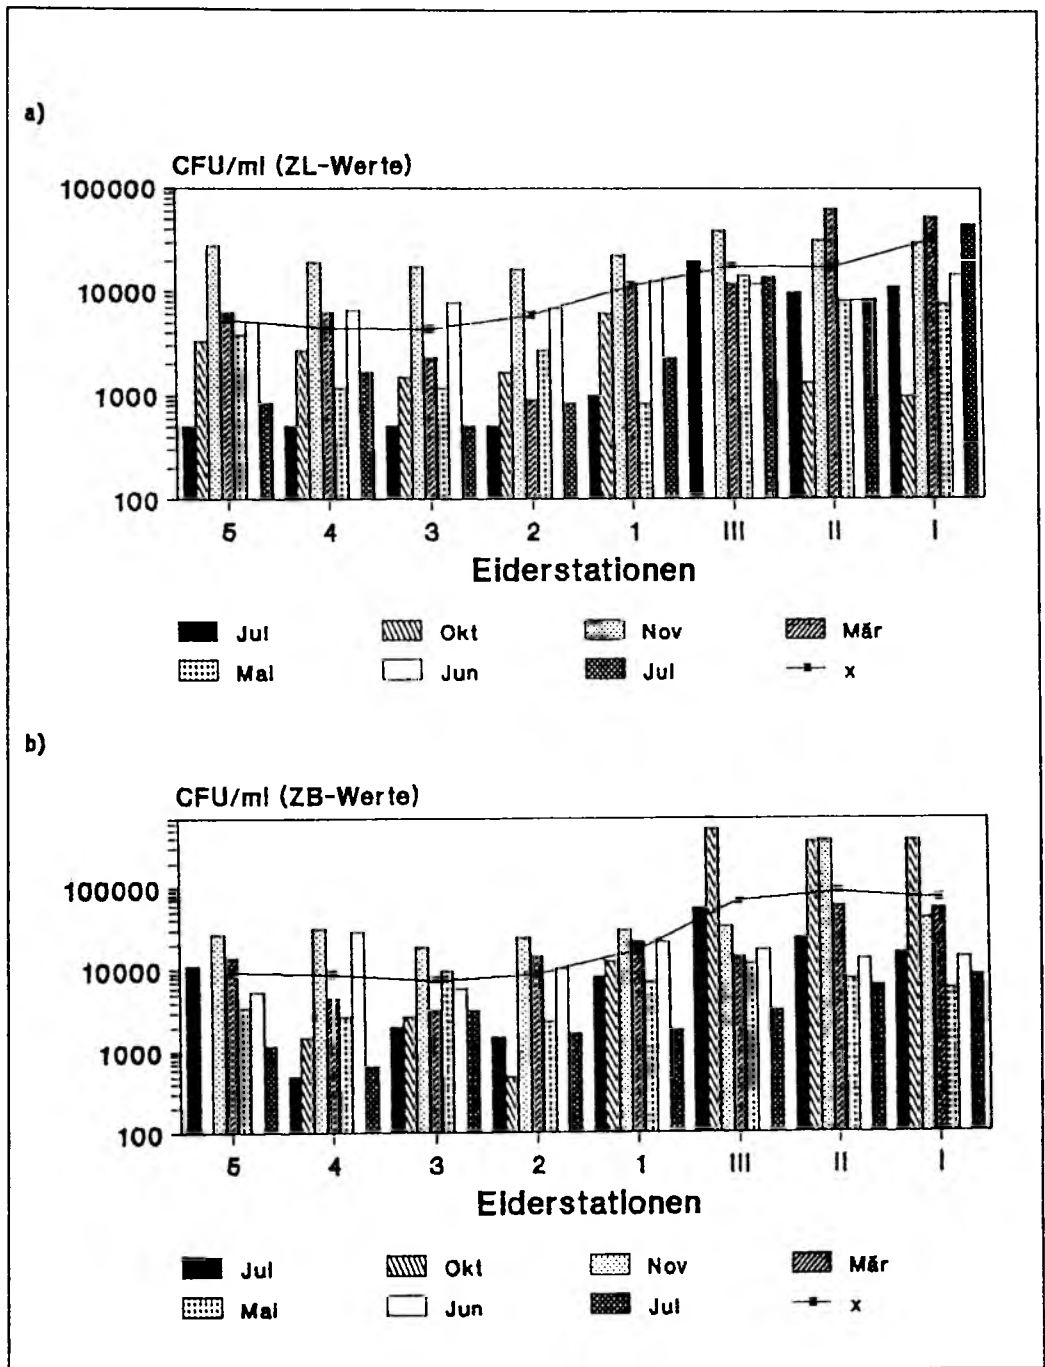 a)
CFU/ml (ZL-Werte)
100000
10000
1000
100
5 4 3 2 1 III II I
Eiderstationen
Jul Okt Nov Mär
Mai Jun Jul x
b)
CFU/ml (ZB-Werte)
100000
10000
1000
100
5 4 3 2 1 III II I
Eiderstationen
Jul Okt Nov Mär
Mai Jun Jul x